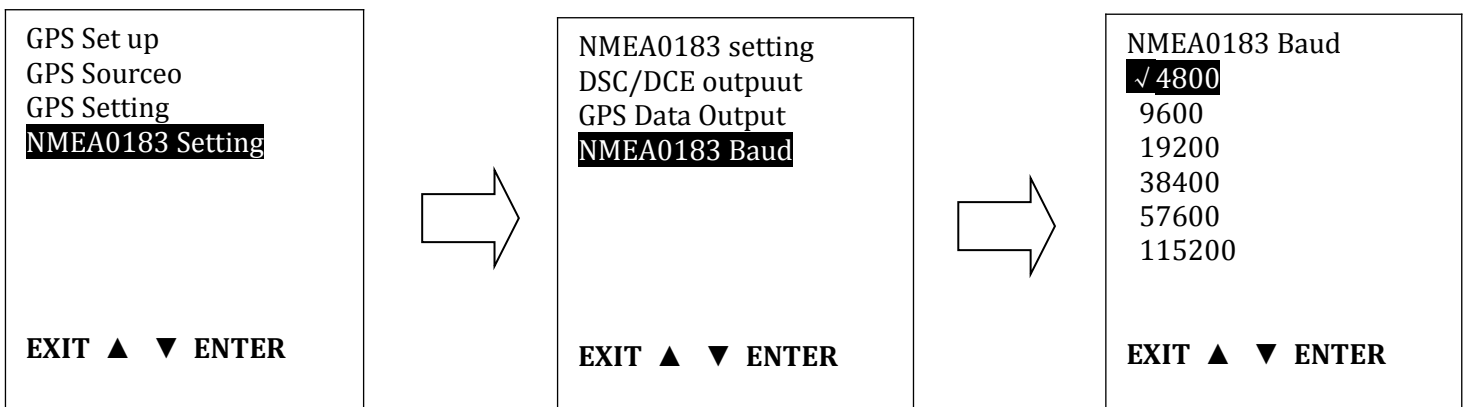 GPS Set up
GPS Sourceo
GPS Setting
NMEA0183 Setting
EXIT ▲ ▼ ENTER
NMEA0183 setting
DSC/DCE outpuut
GPS Data Output
NMEA0183 Baud
EXIT ▲ ▼ ENTER
NMEA0183 Baud
√ 4800
9600
19200
38400
57600
115200
EXIT ▲ ▼ ENTER